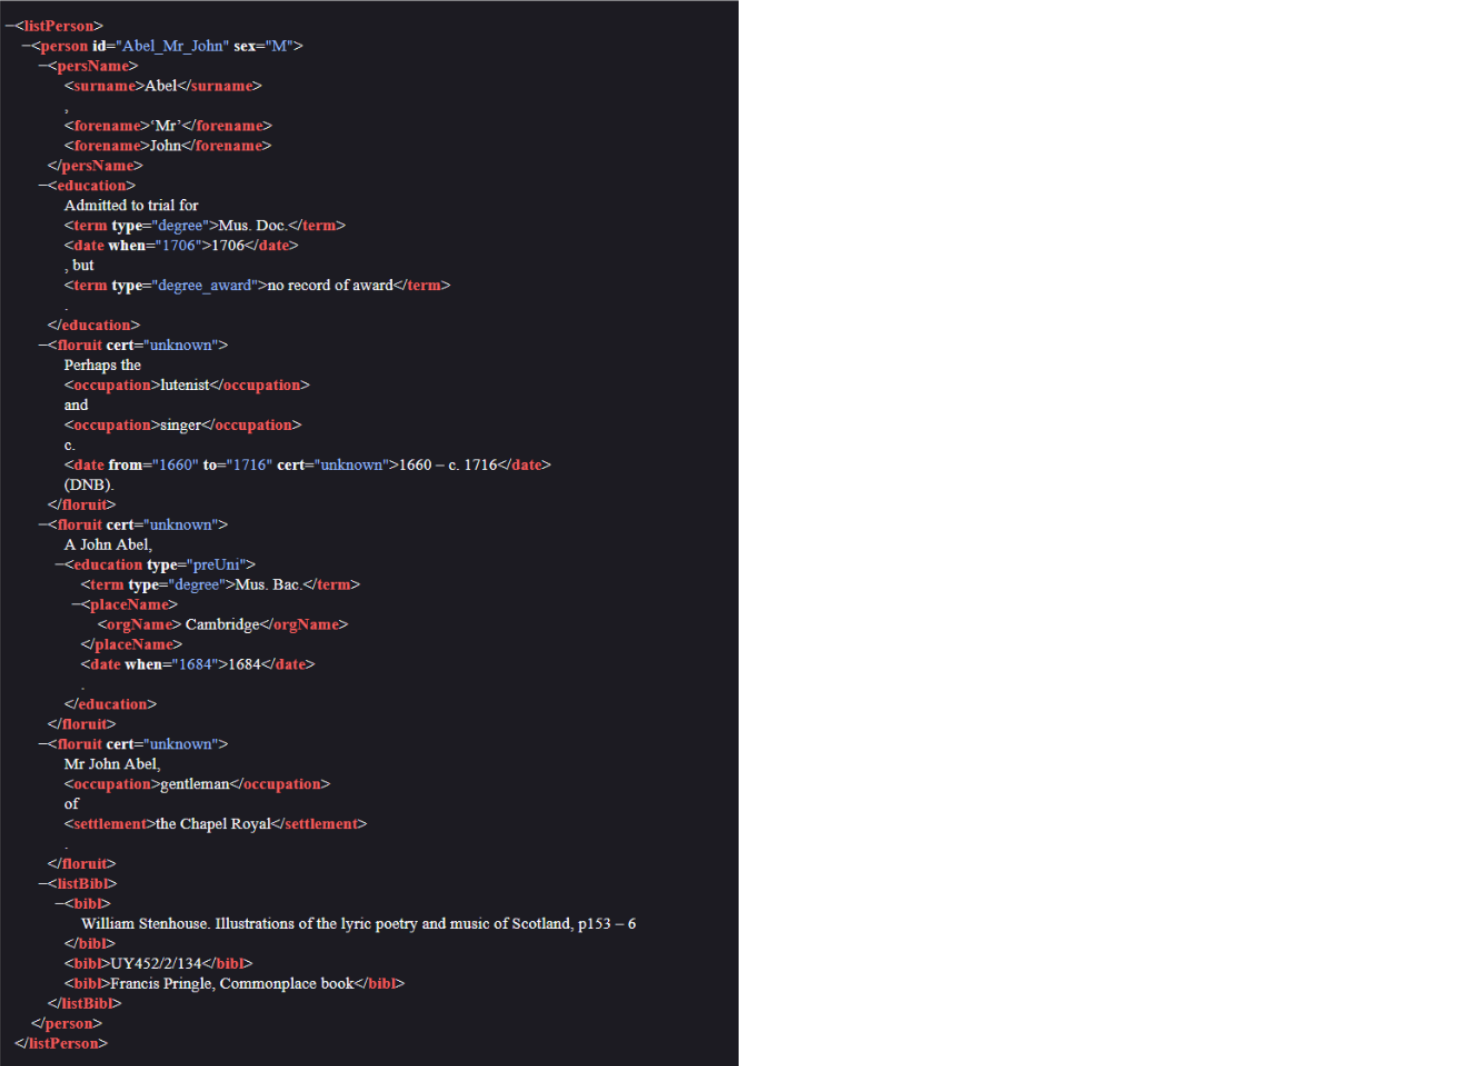 −<listPerson>
−<person id="Abel_Mr_John" sex="M">
−<persName>
<surname>Abel</surname>
,
<forename>‘Mr’</forename>
<forename>John</forename>
</persName>
−<education>
Admitted to trial for
<term type="degree">Mus. Doc.</term>
<date when="1706">1706</date>
, but
<term type="degree_award">no record of award</term>
.
</education>
−<floruit cert="unknown">
Perhaps the
<occupation>lutenist</occupation>
and
<occupation>singer</occupation>
c.
<date from="1660" to="1716" cert="unknown">1660 – c. 1716</date>
(DNB).
</floruit>
−<floruit cert="unknown">
A John Abel,
−<education type="preUni">
<term type="degree">Mus. Bac.</term>
−<placeName>
<orgName> Cambridge</orgName>
</placeName>
<date when="1684">1684</date>
.
</education>
</floruit>
−<floruit cert="unknown">
Mr John Abel,
<occupation>gentleman</occupation>
of
<settlement>the Chapel Royal</settlement>
.
</floruit>
−<listBibl>
−<bibl>
William Stenhouse. Illustrations of the lyric poetry and music of Scotland, p153 – 6
</bibl>
<bibl>UY452/2/134</bibl>
<bibl>Francis Pringle, Commonplace book</bibl>
</listBibl>
</person>
</listPerson>